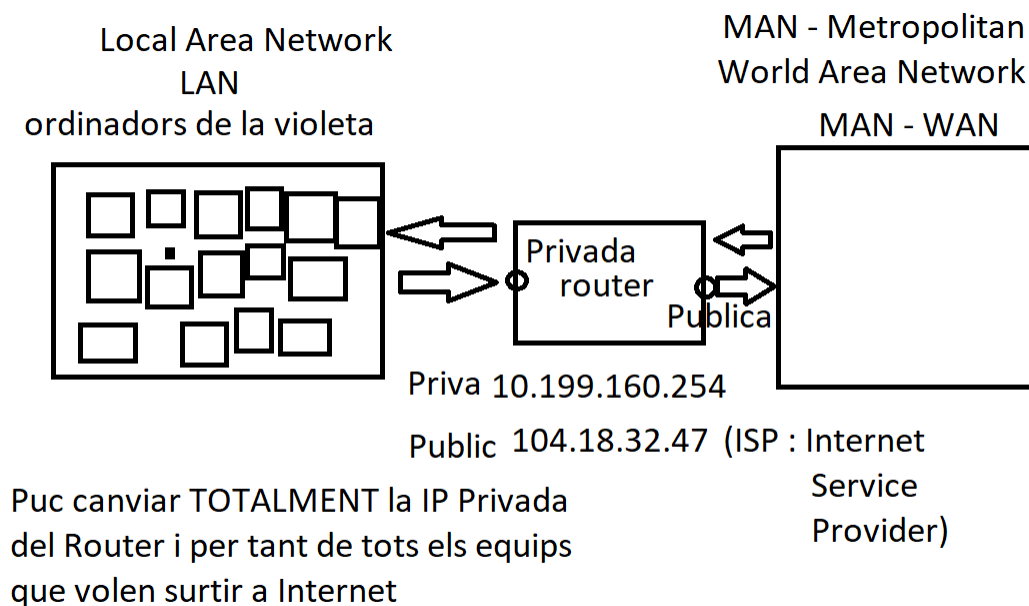 Local Area Network
LAN
ordinadors de la violeta
MAN - Metropolitan
World Area Network
MAN - WAN
Privada
router
Publica
Priva 10.199.160.254
Public 104.18.32.47 (ISP : Internet
Service
Provider)
Puc canviar TOTALMENT la IP Privada
del Router i per tant de tots els equips
que volen surtir a Internet